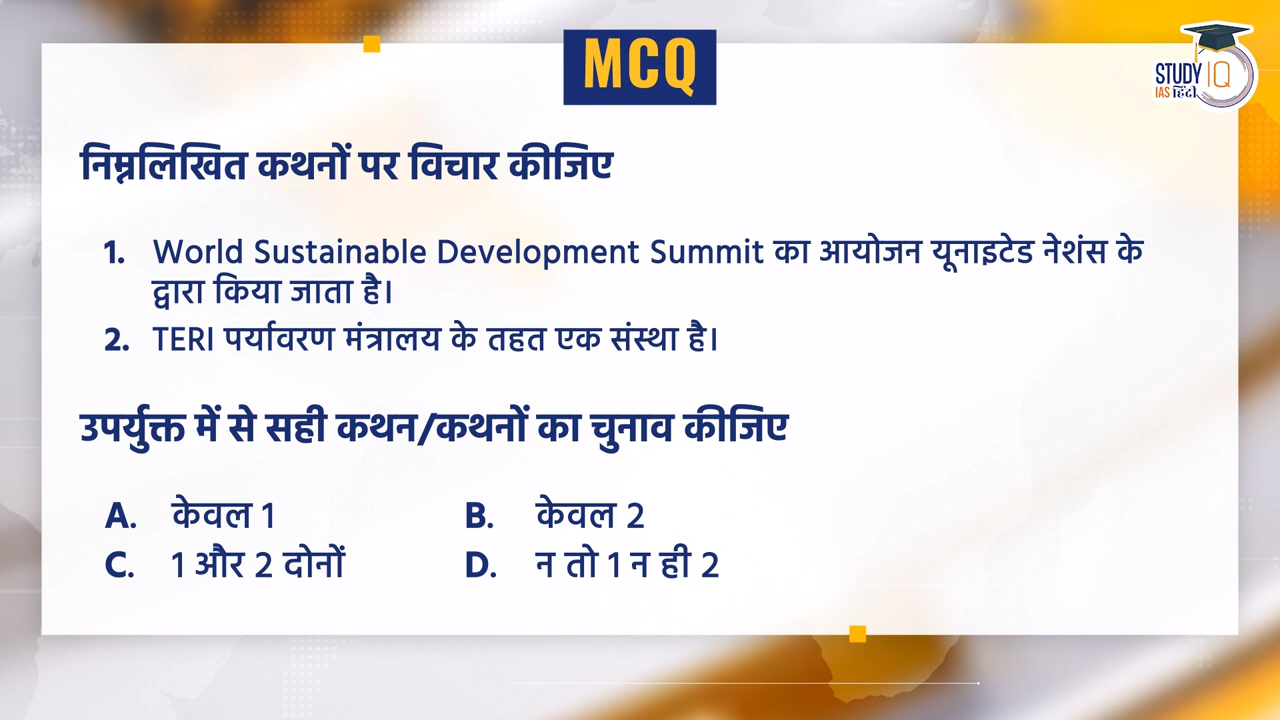 MCQ
STUDY IQ
IAS हिंदी
निम्नलिखित कथनों पर विचार कीजिए
1. World Sustainable Development Summit का आयोजन यूनाइटेड नेशंस के
द्वारा किया जाता है।
2. TERI पर्यावरण मंत्रालय के तहत एक संस्था है।
उपर्युक्त में से सही कथन/कथनों का चुनाव कीजिए
A. केवल 1 B. केवल 2
C. 1 और 2 दोनों D. न तो 1 न ही 2